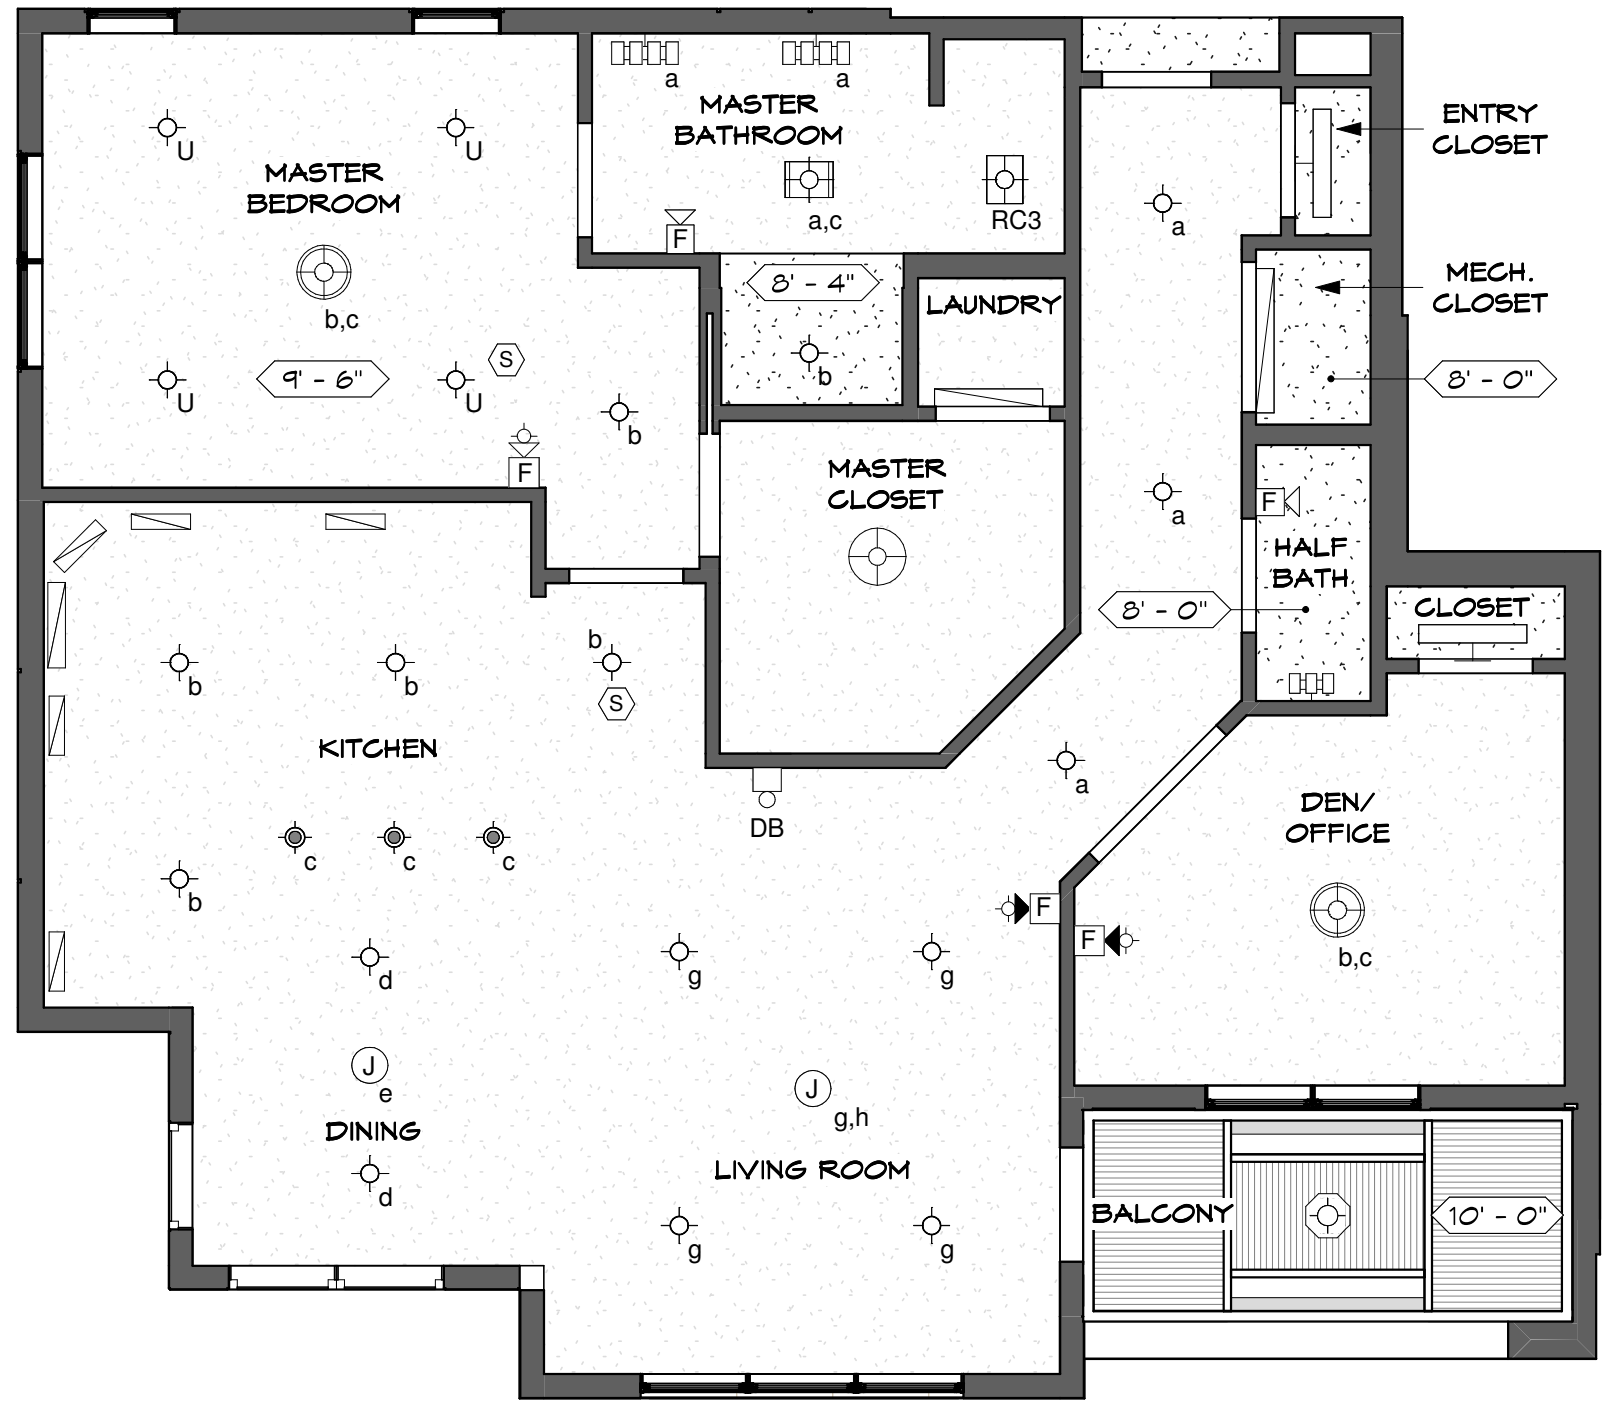 a
a
MASTER
BATHROOM
ENTRY
CLOSET
U
U
MASTER
BEDROOM
a,c
RC3
a
F
b,c
8' - 4"
LAUNDRY
MECH.
CLOSET
S
9' - 6"
U
U
b
b
8' - 0"
F
MASTER
CLOSET
a
F
HALF
BATH
8' - 0"
CLOSET
b
b
b
S
KITCHEN
a
DEN/
OFFICE
DB
c
c
c
b
F
F
b,c
d
g
g
J
e
J
g,h
DINING
LIVING ROOM
d
g
g
BALCONY
10' - 0"